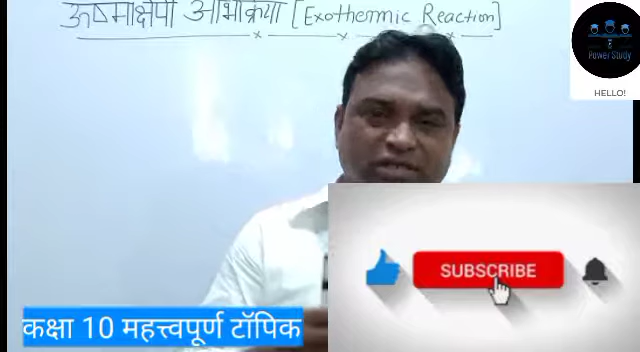 ऊष्माक्षेपी अभिक्रिया [Exothermic Reaction]
Power Study
HELLO!
SUBSCRIBE
कक्षा 10 महत्त्वपूर्ण टॉपिक